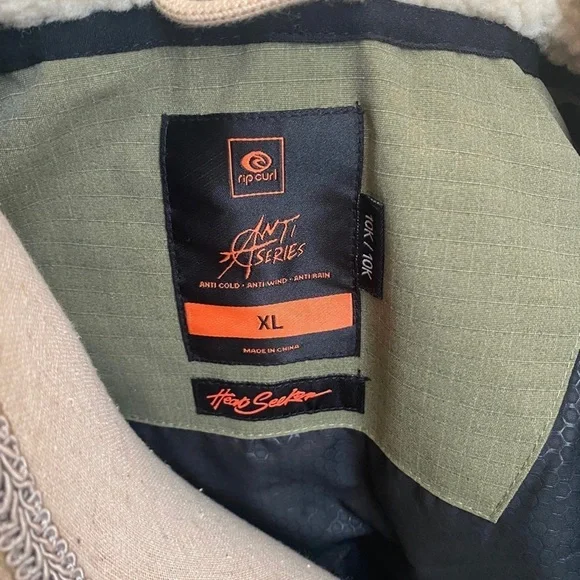 rip curl
ANTI
SERIES
ANTI COLD • ANTI-WIND • ANTI RAIN
XL
MADE IN CHINA
Heat Seeker
10K / 10K